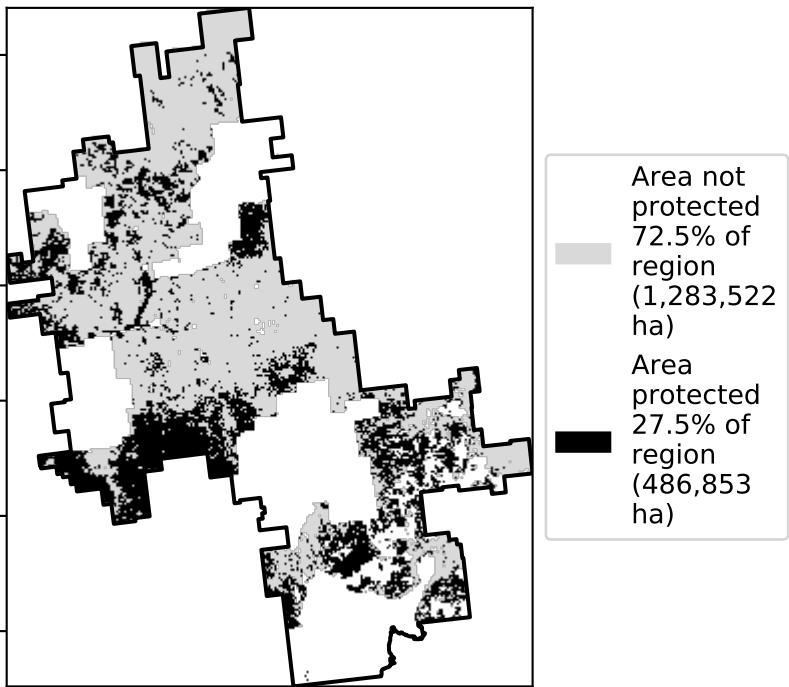 Area not
protected
72.5% of
region
(1,283,522
ha)
Area
protected
27.5% of
region
(486,853
ha)